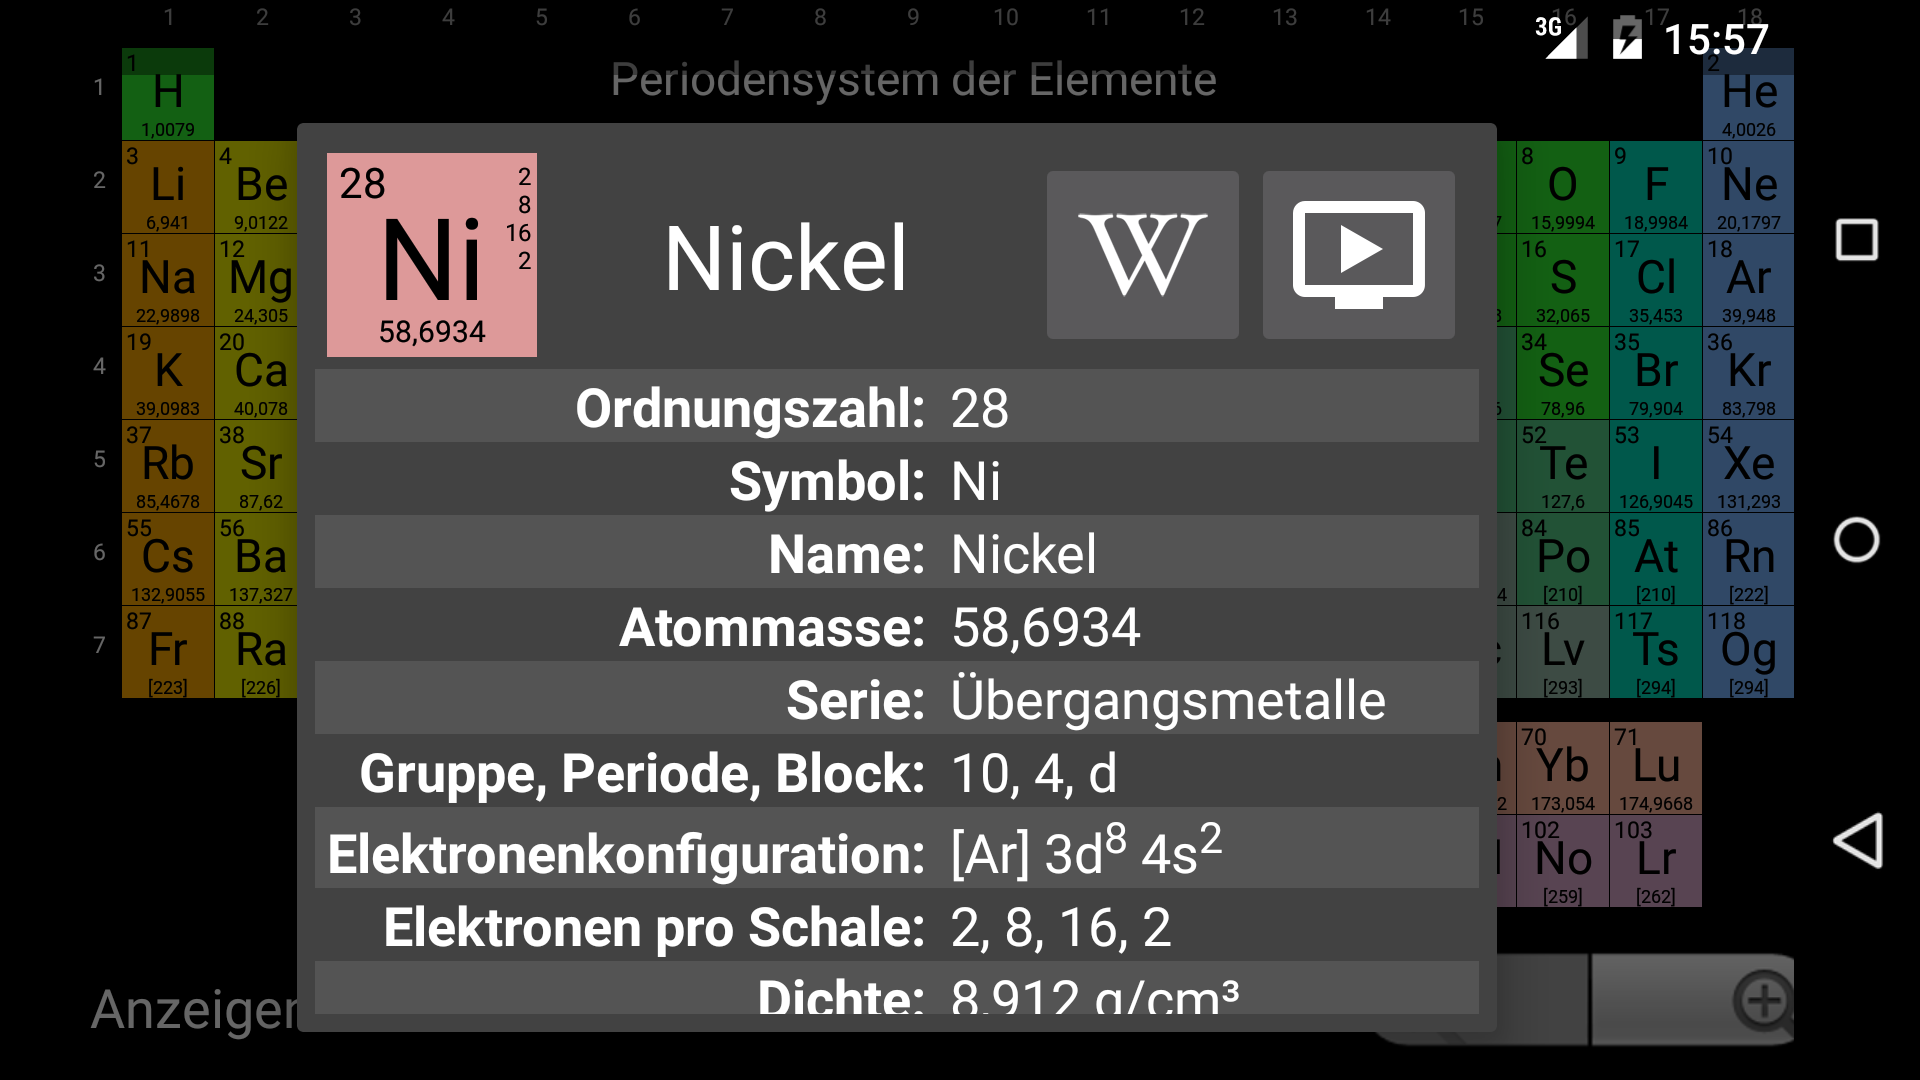 1 2 3 4 5 6 7 8 9 10 11 12 13 14 15 16 17 18
3G 15:57
Periodensystem der Elemente
1
1 H 1,0079
2 He 4,0026
2
3 Li 6,941
4 Be 9,0122
8 O 15,9994
9 F 18,9984
10 Ne 20,1797
3
11 Na 22,9898
12 Mg 24,305
16 S 32,065
17 Cl 35,453
18 Ar 39,948
4
19 K 39,0983
20 Ca 40,078
34 Se 78,96
35 Br 79,904
36 Kr 83,798
5
37 Rb 85,4678
38 Sr 87,62
52 Te 127,6
53 I 126,9045
54 Xe 131,293
6
55 Cs 132,9055
56 Ba 137,327
84 Po [210]
85 At [210]
86 Rn [222]
7
87 Fr [223]
88 Ra [226]
116 Lv [293]
117 Ts [294]
118 Og [294]
70 Yb 173,054
71 Lu 174,9668
102 No [259]
103 Lr [262]
28
2
8
16
2
Ni
58,6934
Nickel
W
Ordnungszahl: 28
Symbol: Ni
Name: Nickel
Atommasse: 58,6934
Serie: Übergangsmetalle
Gruppe, Periode, Block: 10, 4, d
Elektronenkonfiguration: [Ar] 3d⁸ 4s²
Elektronen pro Schale: 2, 8, 16, 2
Dichte: 8,912 g/cm³
Anzeigen